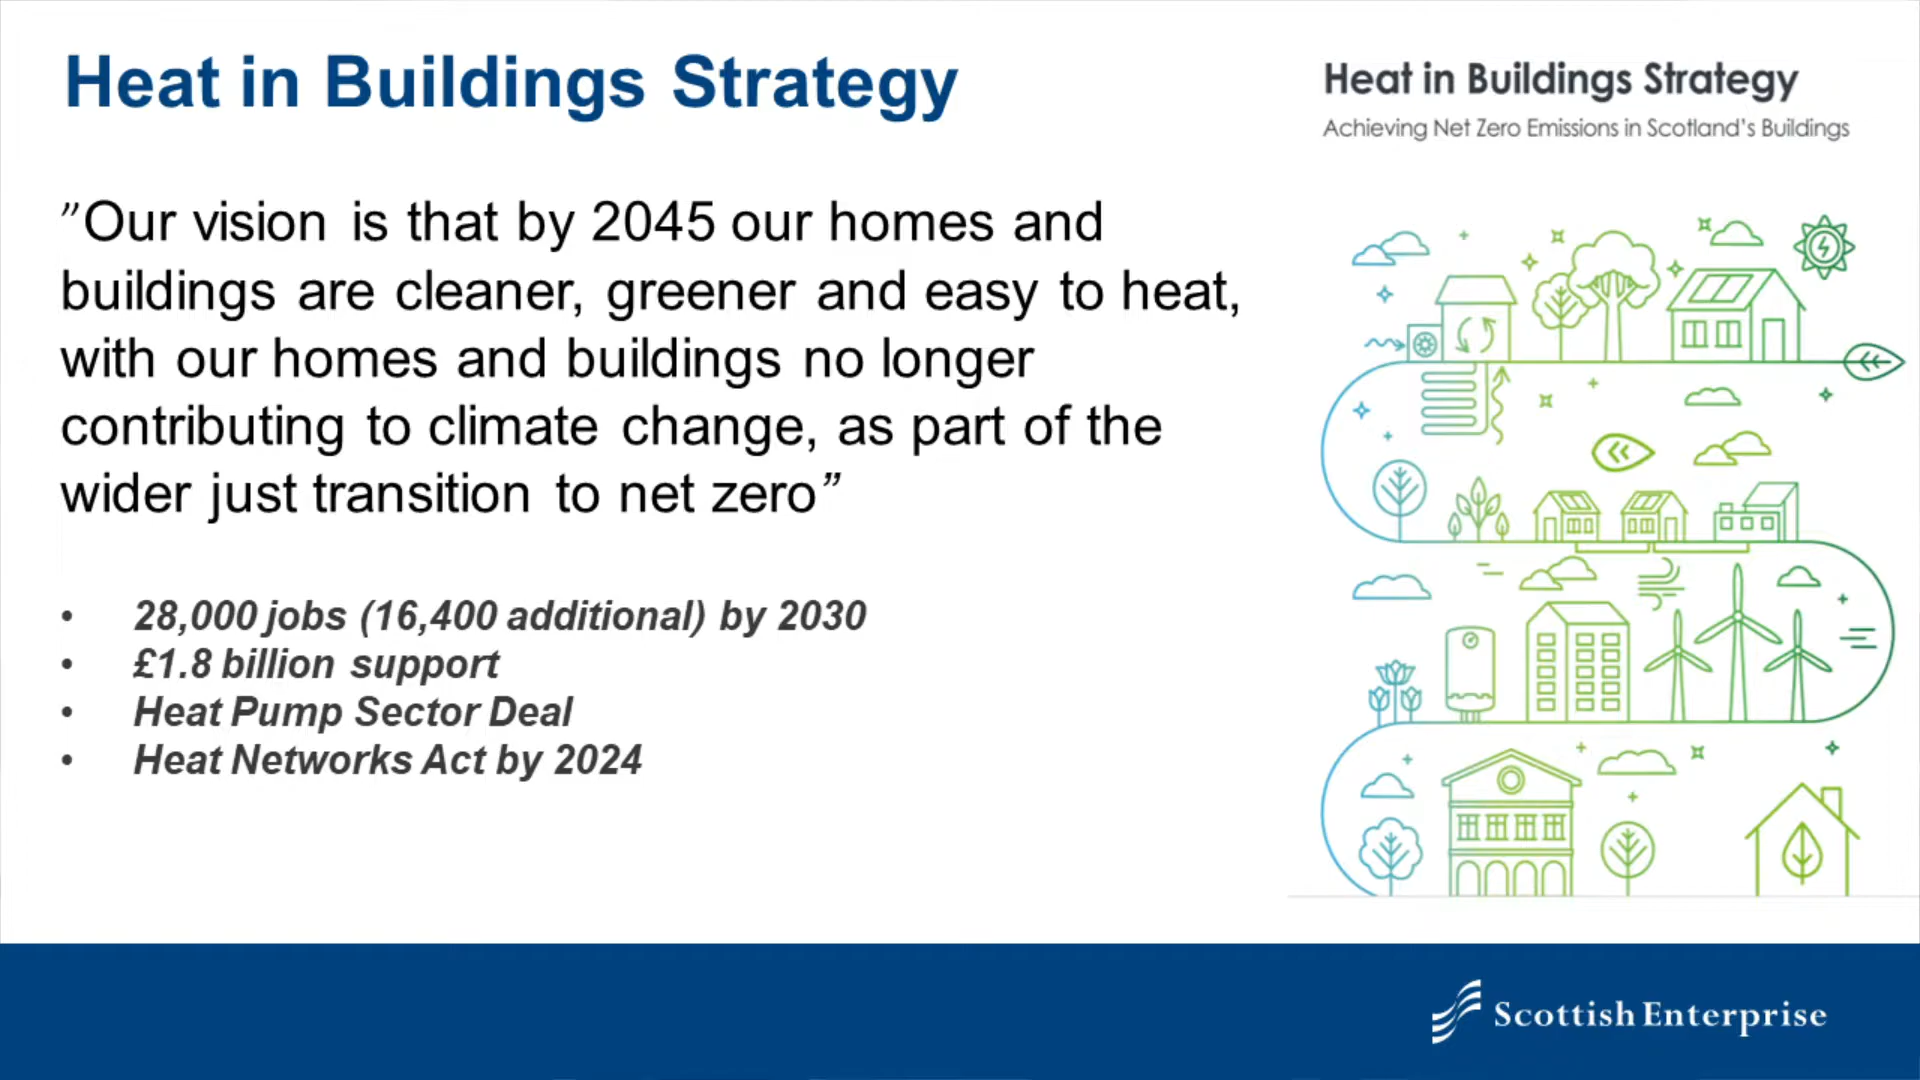 Heat in Buildings Strategy
”Our vision is that by 2045 our homes and
buildings are cleaner, greener and easy to heat,
with our homes and buildings no longer
contributing to climate change, as part of the
wider just transition to net zero”
• 28,000 jobs (16,400 additional) by 2030
• £1.8 billion support
• Heat Pump Sector Deal
• Heat Networks Act by 2024
Heat in Buildings Strategy
Achieving Net Zero Emissions in Scotland's Buildings
Scottish Enterprise